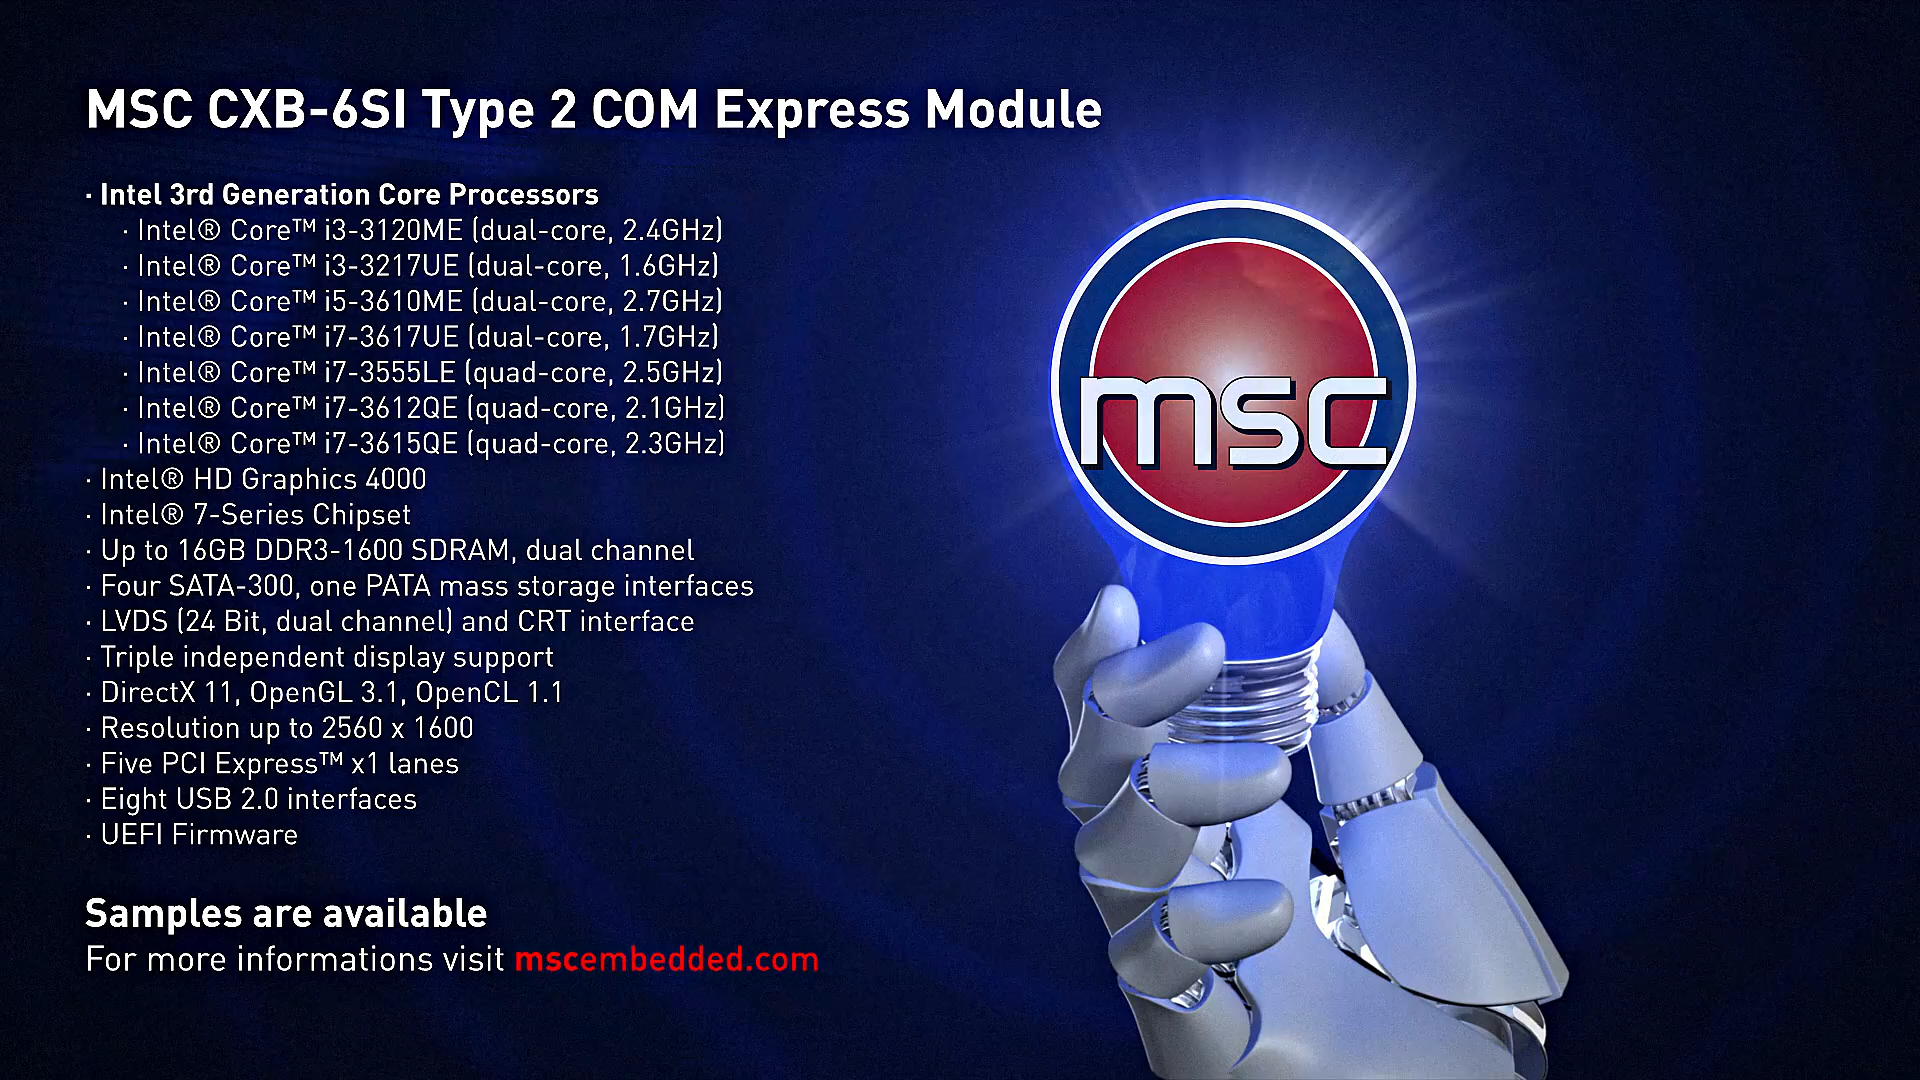 MSC CXB-6SI Type 2 COM Express Module
· Intel 3rd Generation Core Processors
· Intel® Core™ i3-3120ME (dual-core, 2.4GHz)
· Intel® Core™ i3-3217UE (dual-core, 1.6GHz)
· Intel® Core™ i5-3610ME (dual-core, 2.7GHz)
· Intel® Core™ i7-3617UE (dual-core, 1.7GHz)
· Intel® Core™ i7-3555LE (quad-core, 2.5GHz)
· Intel® Core™ i7-3612QE (quad-core, 2.1GHz)
· Intel® Core™ i7-3615QE (quad-core, 2.3GHz)
· Intel® HD Graphics 4000
· Intel® 7-Series Chipset
· Up to 16GB DDR3-1600 SDRAM, dual channel
· Four SATA-300, one PATA mass storage interfaces
· LVDS (24 Bit, dual channel) and CRT interface
· Triple independent display support
· DirectX 11, OpenGL 3.1, OpenCL 1.1
· Resolution up to 2560 x 1600
· Five PCI Express™ x1 lanes
· Eight USB 2.0 interfaces
· UEFI Firmware
Samples are available
For more informations visit mscembedded.com
msc